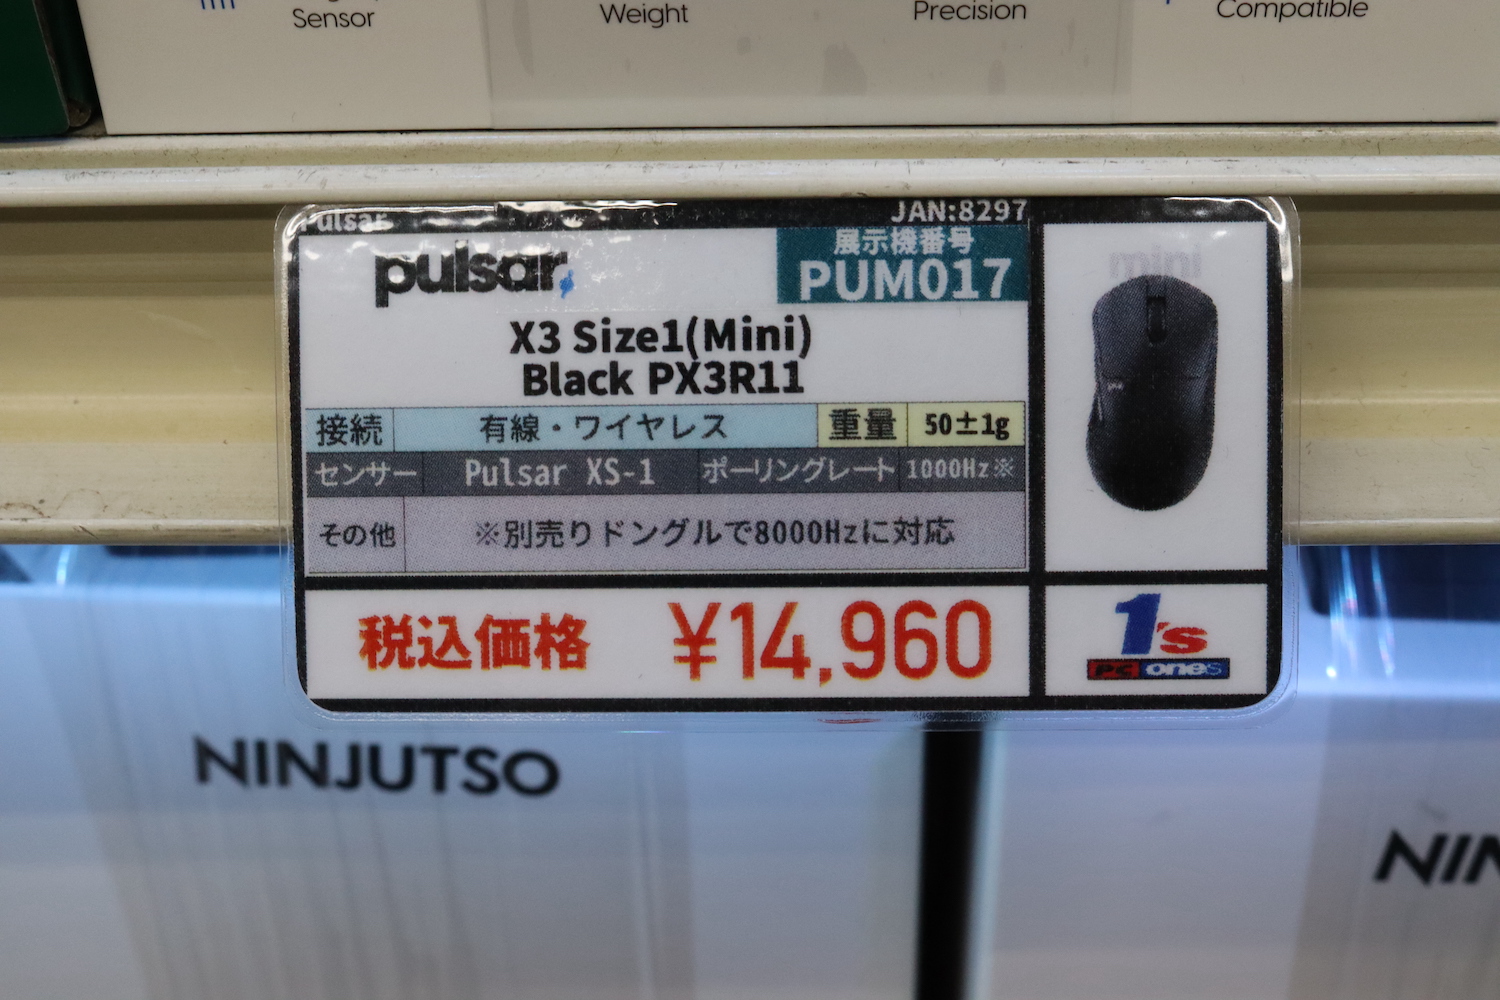 Sensor
Weight
Precision
Compatible
Pulsar
JAN:8297
pulsar
展示機番号
PUM017
mini
X3 Size1(Mini)
Black PX3R11
接続 有線・ワイヤレス 重量 50±1g
センサー Pulsar XS-1 ポーリングレート 1000Hz※
その他 ※別売りドングルで8000Hzに対応
税込価格 ¥14,960
1's
PC ones
NINJUTSO
NIN